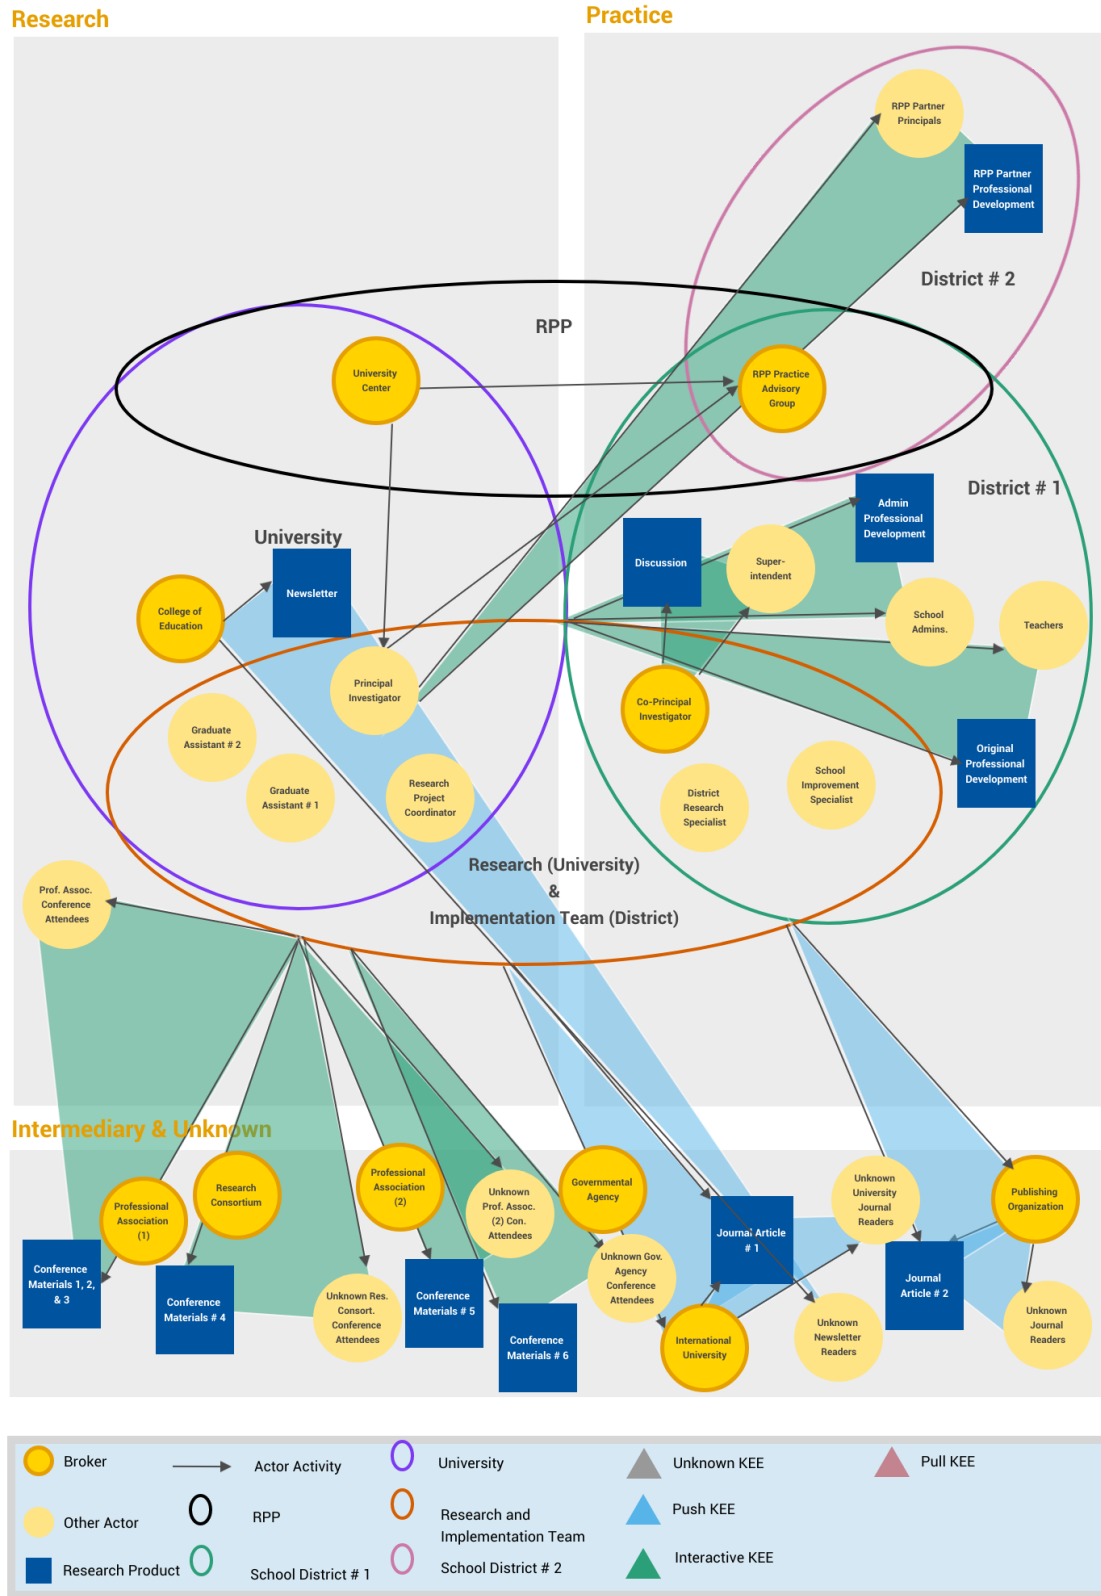 Research
Practice
RPP Partner
Principals
RPP Partner
Professional
Development
District # 2
RPP
University
Center
RPP Practice
Advisory
Group
District # 1
Admin
Professional
Development
University
Discussion
Super-
intendent
Newsletter
College of
Education
School
Admins.
Teachers
Principal
Investigator
Co-Principal
Investigator
Graduate
Assistant # 2
Original
Professional
Development
Graduate
Assistant # 1
Research
Project
Coordinator
District
Research
Specialist
School
Improvement
Specialist
Research (University)
&
Implementation Team (District)
Prof. Assoc.
Conference
Attendees
Intermediary & Unknown
Professional
Association
(1)
Research
Consortium
Professional
Association
(2)
Unknown
Prof. Assoc.
(2) Con.
Attendees
Governmental
Agency
Unknown
University
Journal
Readers
Publishing
Organization
Journal Article
# 1
Conference
Materials 1, 2,
& 3
Conference
Materials # 4
Unknown Res.
Consort.
Conference
Attendees
Conference
Materials # 5
Conference
Materials # 6
Unknown Gov.
Agency
Conference
Attendees
International
University
Unknown
Newsletter
Readers
Journal
Article # 2
Unknown
Journal
Readers
Broker
Actor Activity
University
Unknown KEE
Pull KEE
Other Actor
RPP
Research and
Implementation Team
Push KEE
Research Product
School District # 1
School District # 2
Interactive KEE